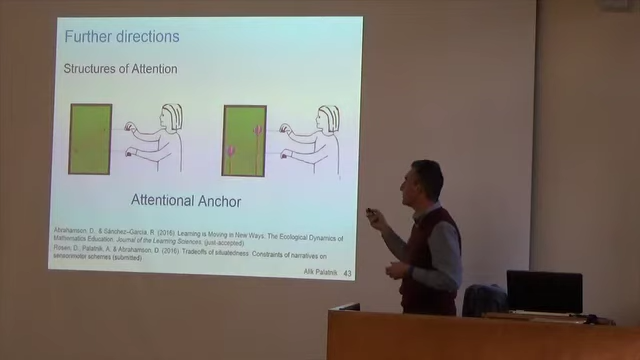 Further directions
Structures of Attention
Attentional Anchor
Abrahamson, D., & Sánchez–García, R. (2016). Learning is Moving in New Ways: The Ecological Dynamics of
Mathematics Education. Journal of the Learning Sciences. (just-accepted)
Rosen, D., Palatnik, A. & Abrahamson, D. (2016). Tradeoffs of situatedness: Constraints of narratives on
sensorimotor schemes (submitted)
Alik Palatnik 43